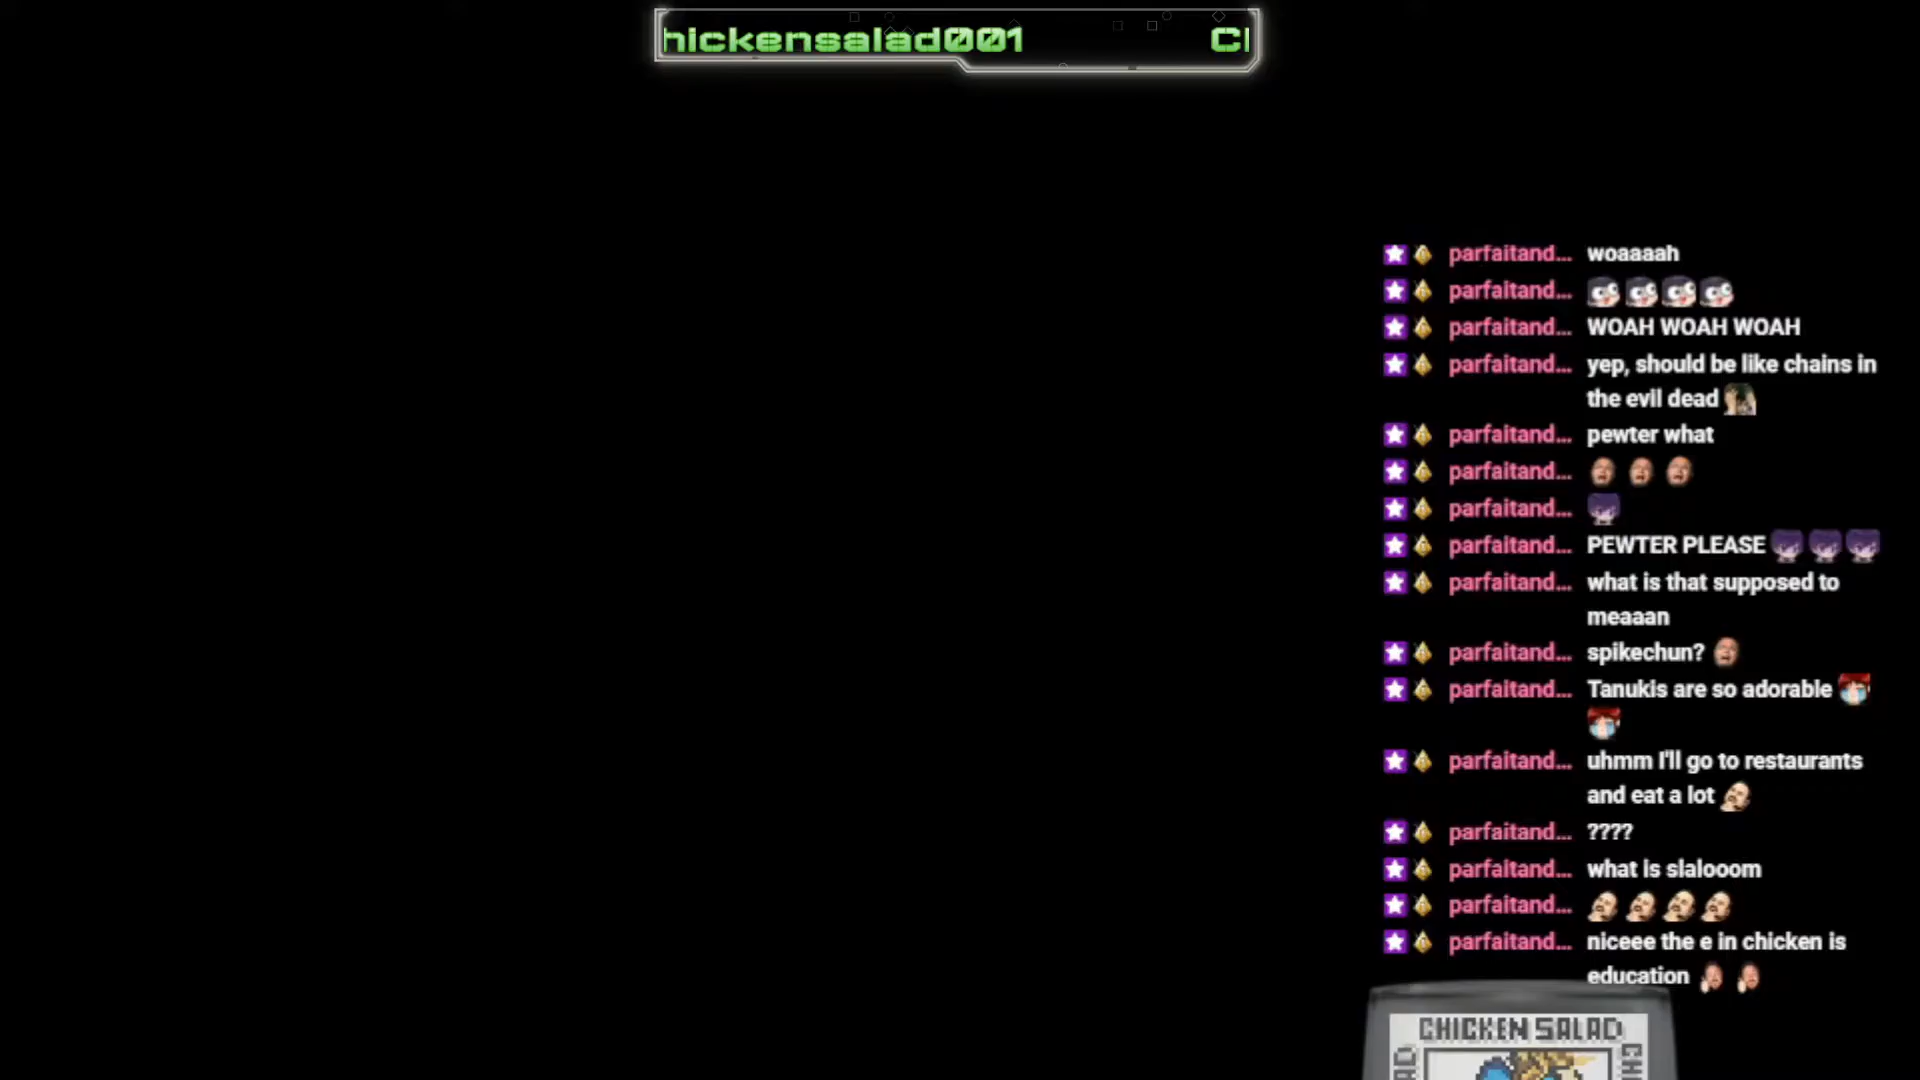 hickensalad001 C
parfaitand... woaaaah
parfaitand...
parfaitand... WOAH WOAH WOAH
parfaitand... yep, should be like chains in
the evil dead
parfaitand... pewter what
parfaitand...
parfaitand...
parfaitand... PEWTER PLEASE
parfaitand... what is that supposed to
meaaan
parfaitand... spikechun?
parfaitand... Tanukis are so adorable
parfaitand... uhmm I'll go to restaurants
and eat a lot
parfaitand... ????
parfaitand... what is slalooom
parfaitand...
parfaitand... niceee the e in chicken is
education
CHICKEN SALAD